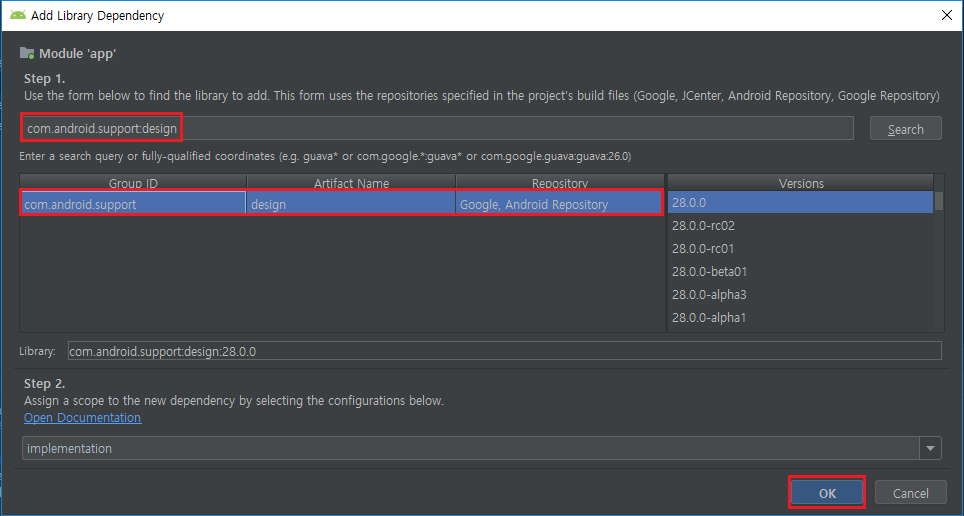 Add Library Dependency
Module 'app'
Step 1.
Use the form below to find the library to add. This form uses the repositories specified in the project's build files (Google, JCenter, Android Repository, Google Repository)
com.android.support:design
Search
Enter a search query or fully-qualified coordinates (e.g. guava* or com.google.*:guava* or com.google.guava:guava:26.0)
Group ID Artifact Name Repository Versions
com.android.support design Google, Android Repository 28.0.0
28.0.0-rc02
28.0.0-rc01
28.0.0-beta01
28.0.0-alpha3
28.0.0-alpha1
Library: com.android.support:design:28.0.0
Step 2.
Assign a scope to the new dependency by selecting the configurations below.
Open Documentation
implementation
OK Cancel